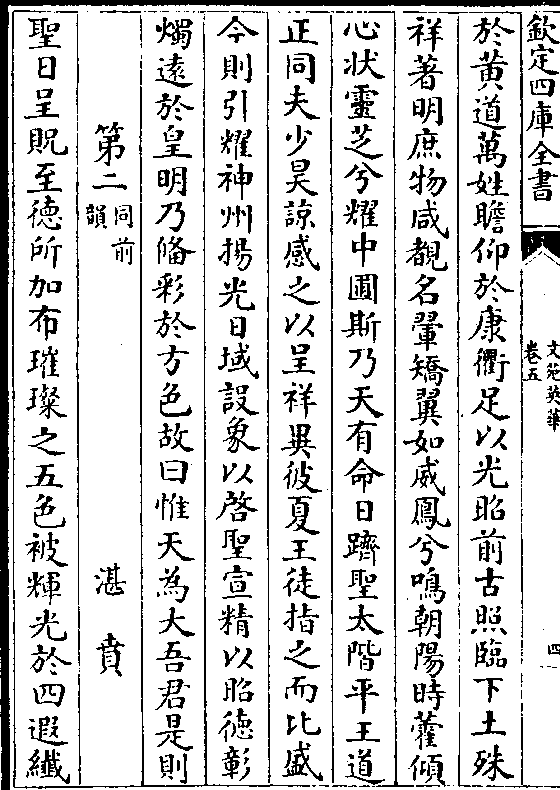 欽定四庫全書
文苑英華
卷五
四
於黄道萬姓瞻仰於康衢足以光昭前古照臨下土殊
祥著明庶物咸覩名翬矯翼如威鳳兮鳴朝陽時藿傾
心狀靈芝兮耀中圃斯乃天有命日躋聖太階平王道
正同夫少昊諒感之以呈祥異彼夏王徒指之而比盛
今則引耀神州揚光日域設象以啓聖宣精以昭徳彰
燭遠於皇明乃備彩於方色故曰惟天為大吾君是則
第二 同前韻 湛賁
聖日呈貺至徳所加布璀璨之五色被輝光於四遐纎